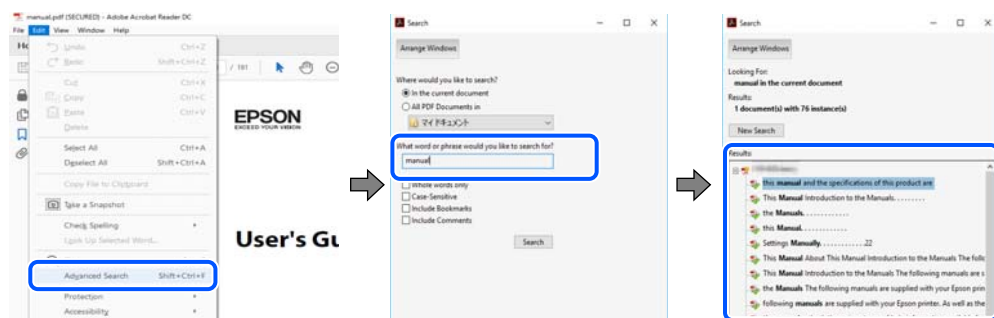 manual.pdf (SECURED) - Adobe Acrobat Reader DC
File Edit View Window Help
Undo Ctrl+Z
Redo Shift+Ctrl+Z
/ 181
Cut Ctrl+X
Copy Ctrl+C
Paste Ctrl+V
Delete
Select All Ctrl+A
Deselect All Shift+Ctrl+A
Copy File to Clipboard
Take a Snapshot
Check Spelling
Look Up Selected Word...
Advanced Search Shift+Ctrl+F
Protection
Accessibility
EPSON
EXCEED YOUR VISION
User's Gu
Search
Arrange Windows
Where would you like to search?
In the current document
All PDF Documents in
マイ ドキュメント
What word or phrase would you like to search for?
manual
Whole words only
Case-Sensitive
Include Bookmarks
Include Comments
Search
Search
Arrange Windows
Looking For:
manual in the current document
Results:
1 document(s) with 76 instance(s)
New Search
Results:
this manual and the specifications of this product are
This Manual Introduction to the Manuals. . . . . . . . .
the Manuals. . . . . . . . . . . .
this Manual. . . . . . . . . . . .
Settings Manually. . . . . . . . . . . . 22
This Manual About This Manual Introduction to the Manuals The follo
This Manual Introduction to the Manuals The following manuals are s
the Manuals The following manuals are supplied with your Epson prin
following manuals are supplied with your Epson printer. As well as the